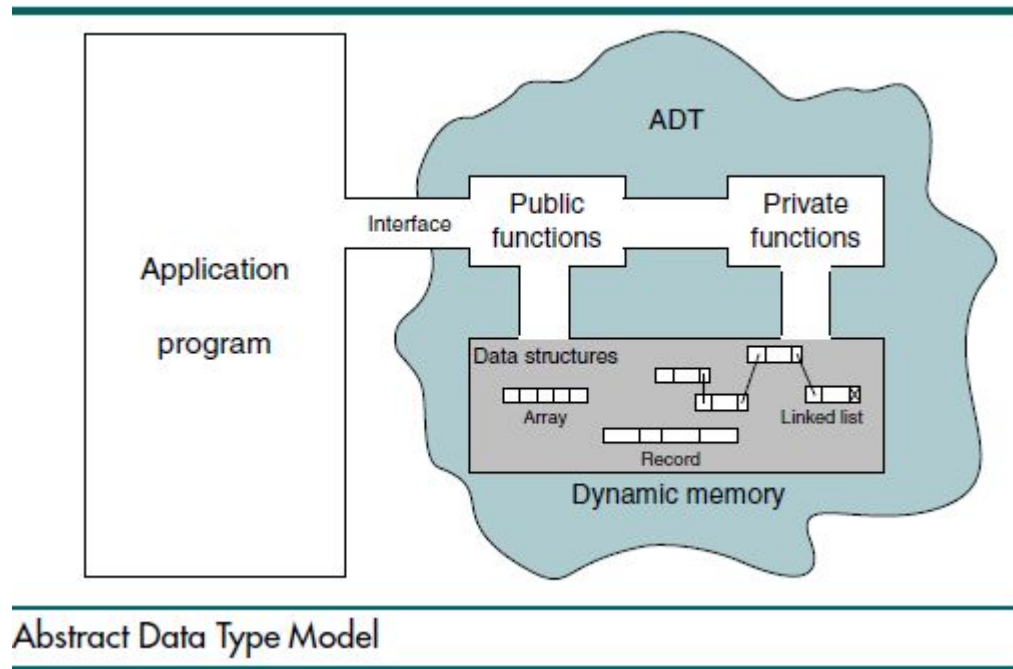 ADT
Public
functions
Private
functions
Interface
Application
program
Data structures
Array
Linked list
Record
Dynamic memory
Abstract Data Type Model